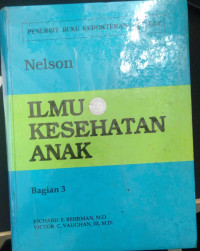 PENERBIT BUKU KEDOKTERAN
Nelson
ILMU
KESEHATAN
ANAK
Bagian 3
RICHARD E. BEHRMAN, M.D.
VICTOR C. VAUGHAN, III, M.D.